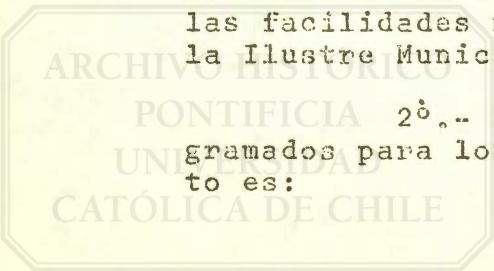 las facilidades
la Ilustre Munic
ARCHIVO HISTÓRICO
PONTIFICIA
2º.-
UNIVERSIDAD
gramados para lo
to es:
CATÓLICA DE CHILE